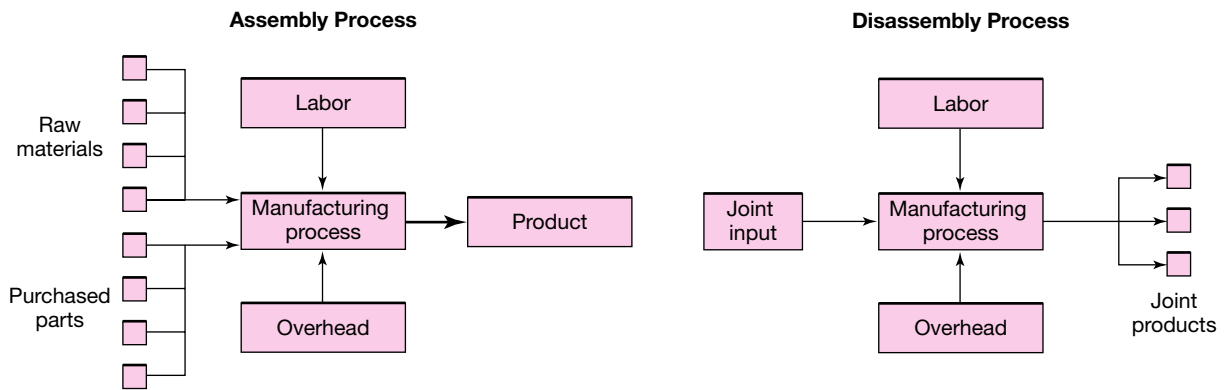 Assembly Process
Labor
Raw
materials
Manufacturing
process
Product
Purchased
parts
Overhead
Disassembly Process
Labor
Joint
input
Manufacturing
process
Overhead
Joint
products